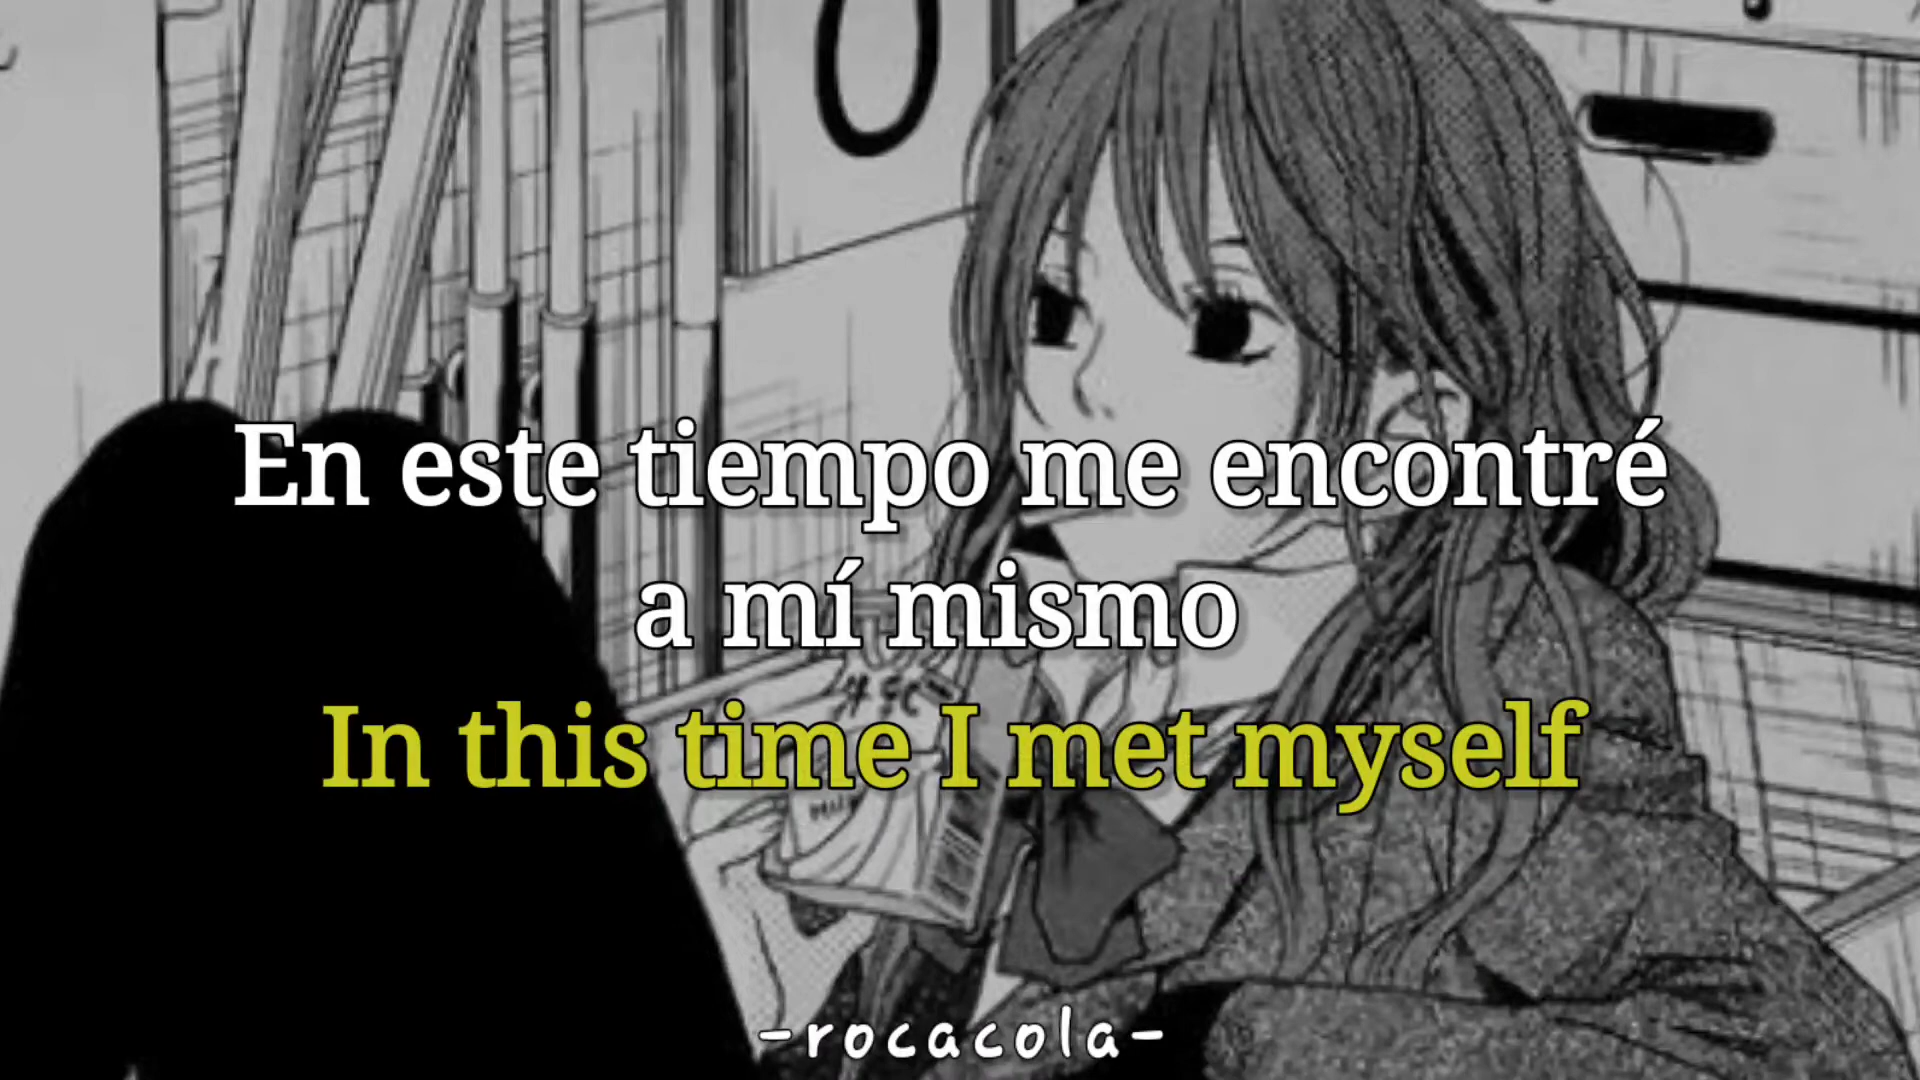 En este tiempo me encontré
a mí mismo
In this time I met myself
-rocacola-